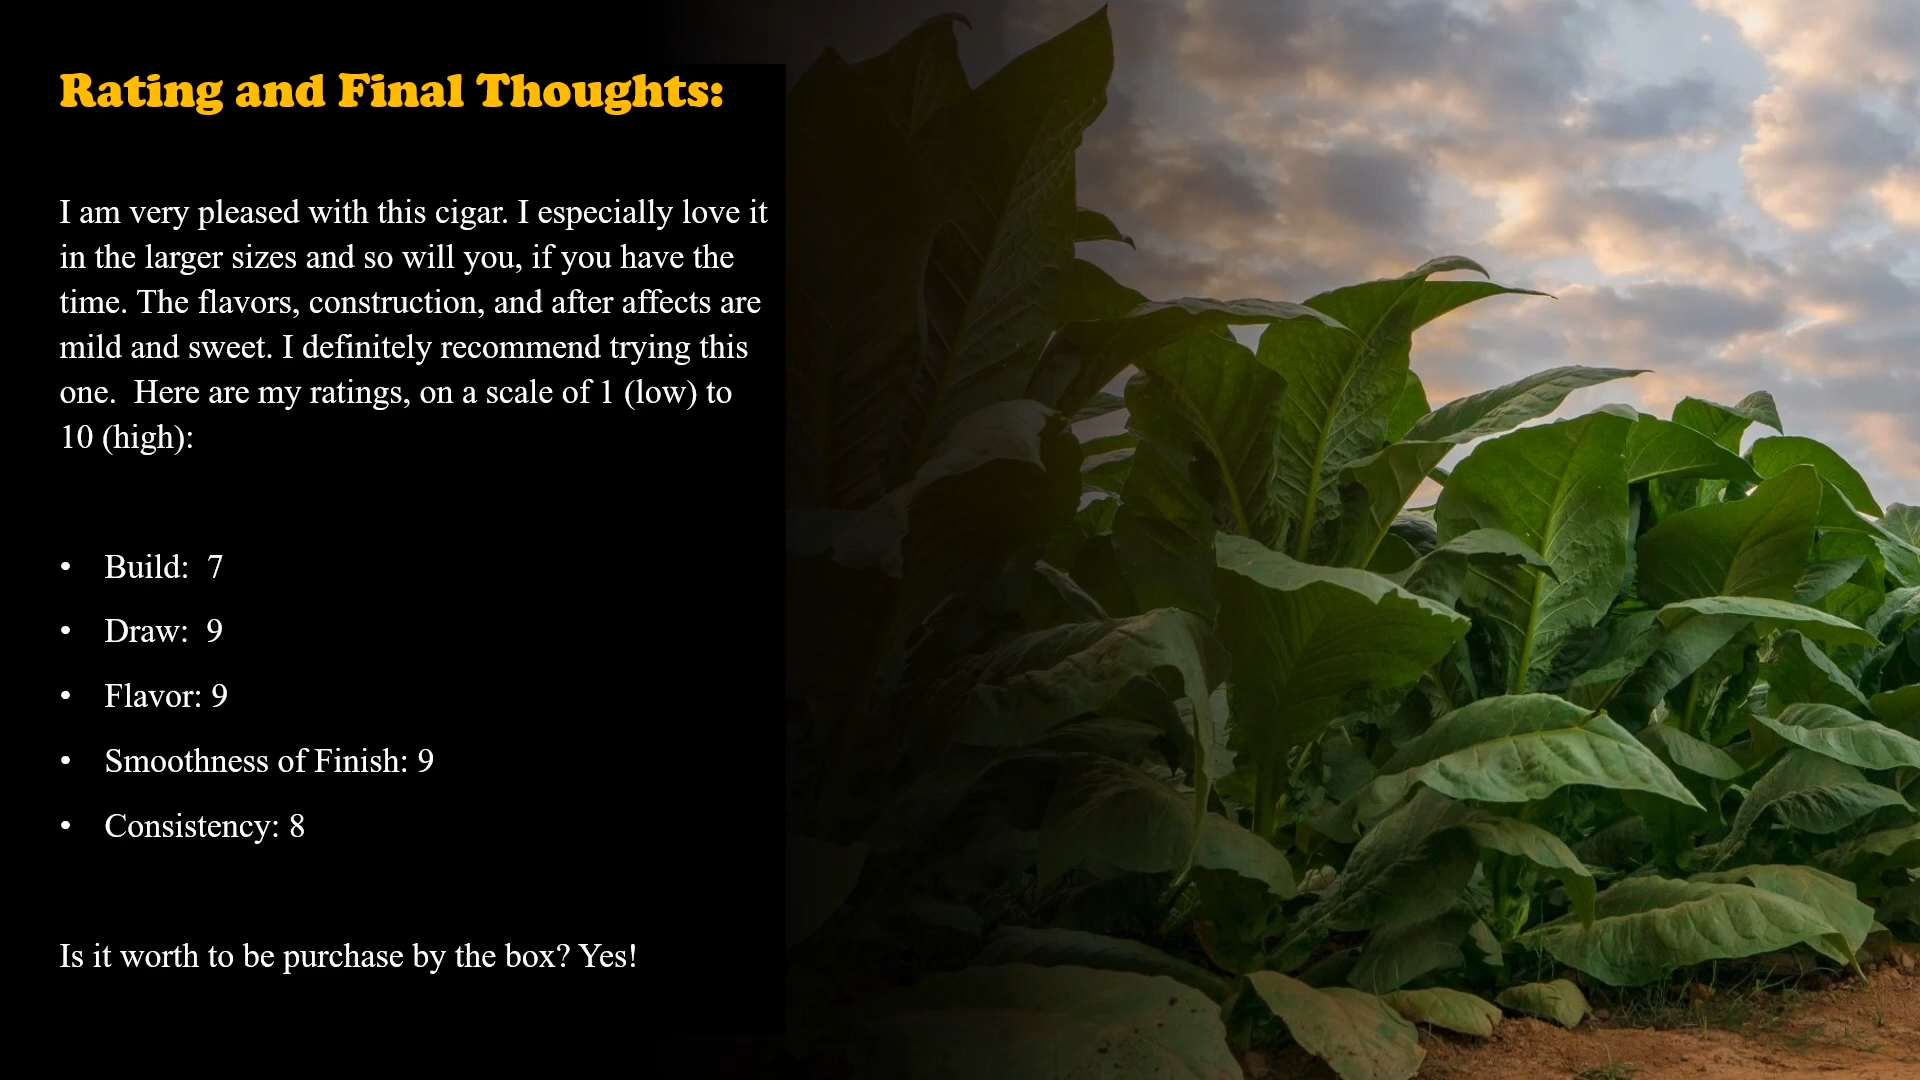 Rating and Final Thoughts:
I am very pleased with this cigar. I especially love it
in the larger sizes and so will you, if you have the
time. The flavors, construction, and after affects are
mild and sweet. I definitely recommend trying this
one.  Here are my ratings, on a scale of 1 (low) to
10 (high):
• Build:  7
• Draw:  9
• Flavor: 9
• Smoothness of Finish: 9
• Consistency: 8
Is it worth to be purchase by the box? Yes!